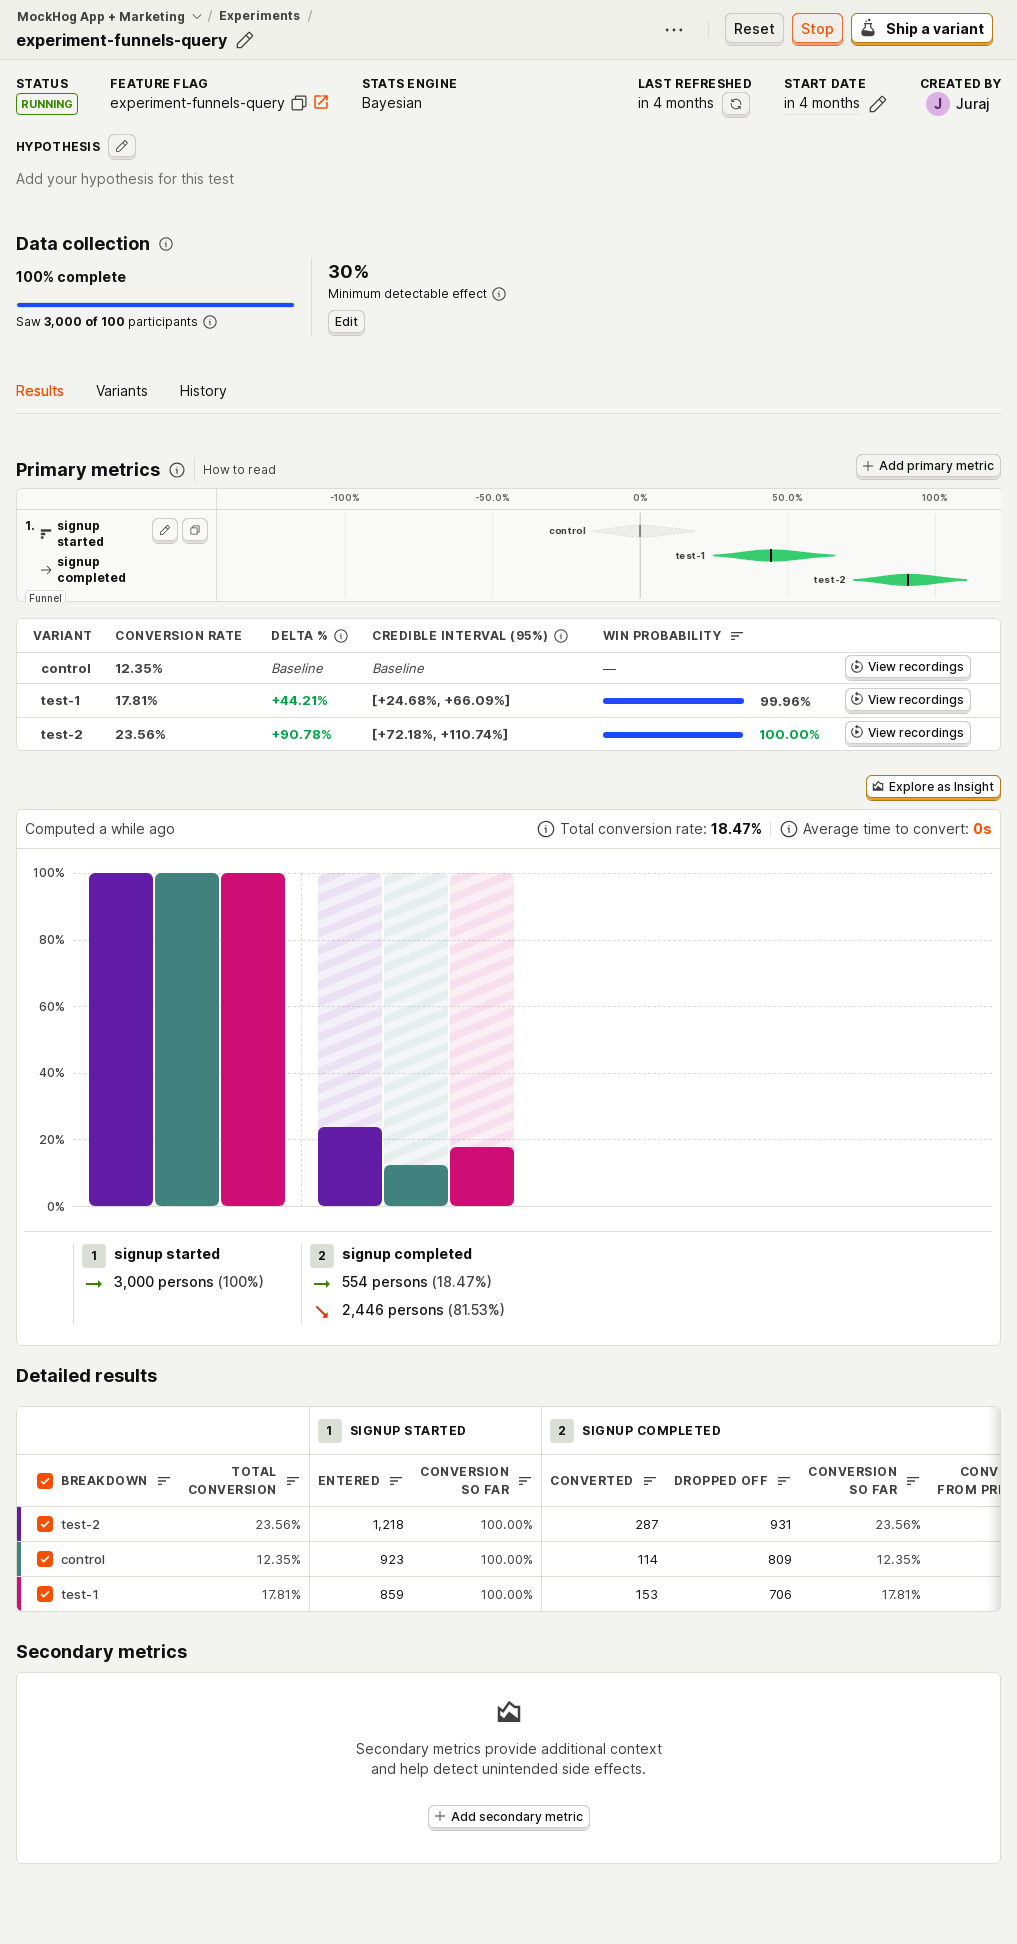 MockHog App + Marketing / Experiments /
experiment-funnels-query
Reset
Stop
Ship a variant
STATUS
RUNNING
FEATURE FLAG
experiment-funnels-query
STATS ENGINE
Bayesian
LAST REFRESHED
in 4 months
START DATE
in 4 months
CREATED BY
J Juraj
HYPOTHESIS
Add your hypothesis for this test
Data collection
100% complete
Saw 3,000 of 100 participants
30%
Minimum detectable effect
Edit
Results Variants History
Primary metrics How to read
Add primary metric
-100% -50.0% 0% 50.0% 100%
1. signup
started
signup
completed
Funnel
control
test-1
test-2
VARIANT CONVERSION RATE DELTA % CREDIBLE INTERVAL (95%) WIN PROBABILITY
control 12.35% Baseline Baseline — View recordings
test-1 17.81% +44.21% [+24.68%, +66.09%] 99.96% View recordings
test-2 23.56% +90.78% [+72.18%, +110.74%] 100.00% View recordings
Explore as Insight
Computed a while ago Total conversion rate: 18.47% Average time to convert: 0s
100%
80%
60%
40%
20%
0%
1 signup started
3,000 persons (100%)
2 signup completed
554 persons (18.47%)
2,446 persons (81.53%)
Detailed results
1 SIGNUP STARTED 2 SIGNUP COMPLETED
BREAKDOWN
TOTAL
CONVERSION
ENTERED
CONVERSION
SO FAR
CONVERTED
DROPPED OFF
CONVERSION
SO FAR
CONV
FROM PRE
test-2 23.56% 1,218 100.00% 287 931 23.56%
control 12.35% 923 100.00% 114 809 12.35%
test-1 17.81% 859 100.00% 153 706 17.81%
Secondary metrics
Secondary metrics provide additional context
and help detect unintended side effects.
Add secondary metric